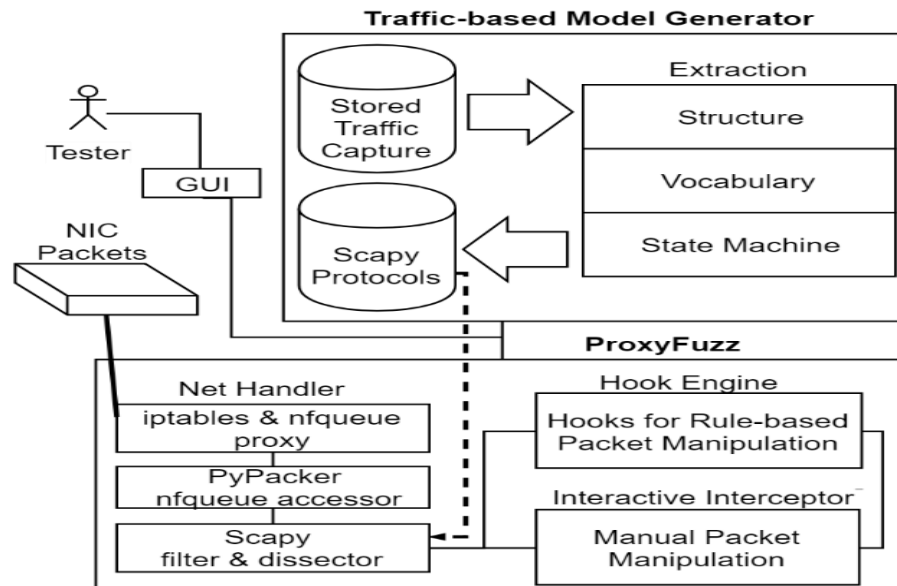 Traffic-based Model Generator
Stored
Traffic
Capture
Extraction
Structure
Vocabulary
State Machine
Scapy
Protocols
Tester
GUI
NIC
Packets
ProxyFuzz
Net Handler
iptables & nfqueue
proxy
PyPacker
nfqueue accessor
Scapy
filter & dissector
Hook Engine
Hooks for Rule-based
Packet Manipulation
Interactive Interceptor
Manual Packet
Manipulation